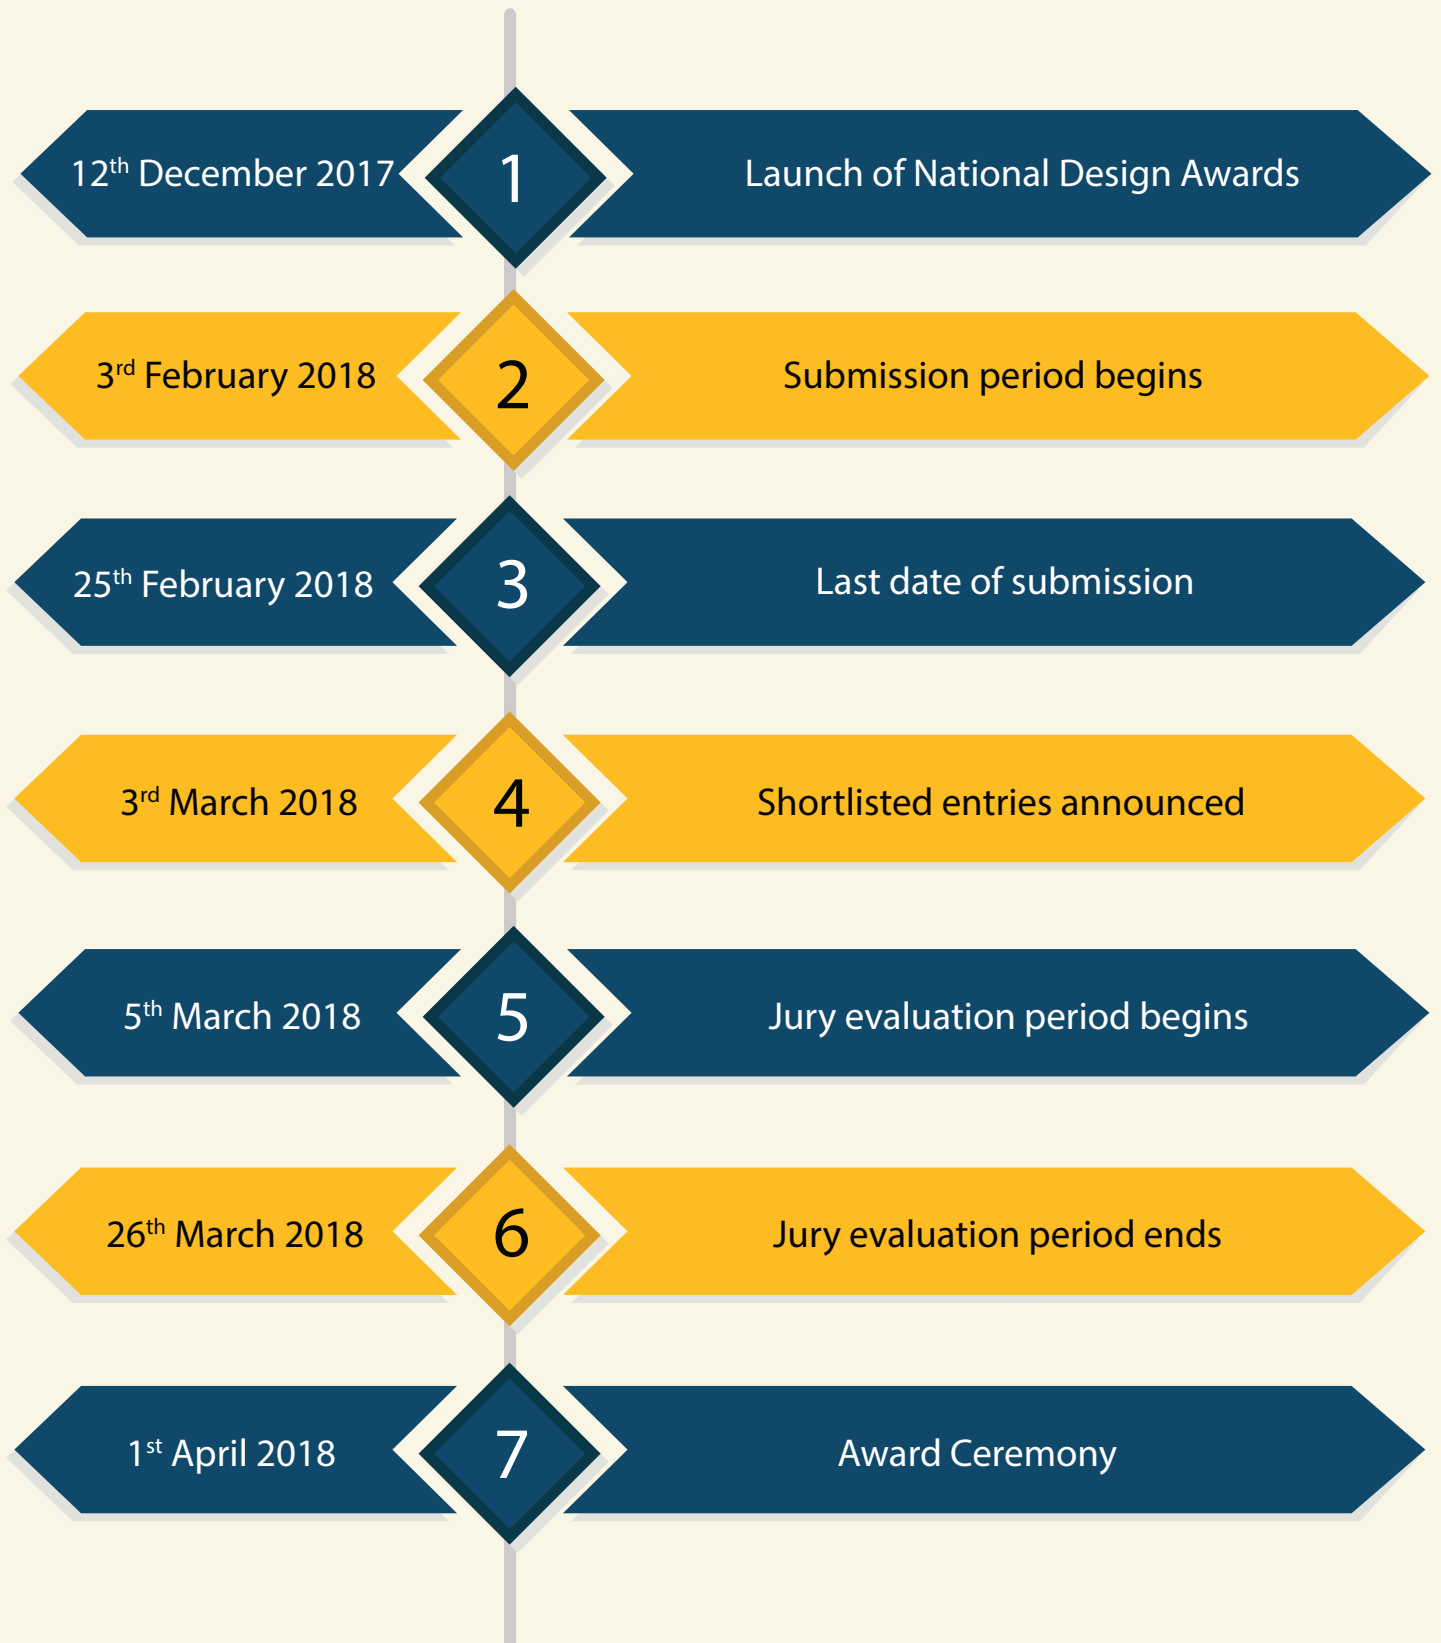 12th December 2017 1 Launch of National Design Awards
3rd February 2018 2 Submission period begins
25th February 2018 3 Last date of submission
3rd March 2018 4 Shortlisted entries announced
5th March 2018 5 Jury evaluation period begins
26th March 2018 6 Jury evaluation period ends
1st April 2018 7 Award Ceremony